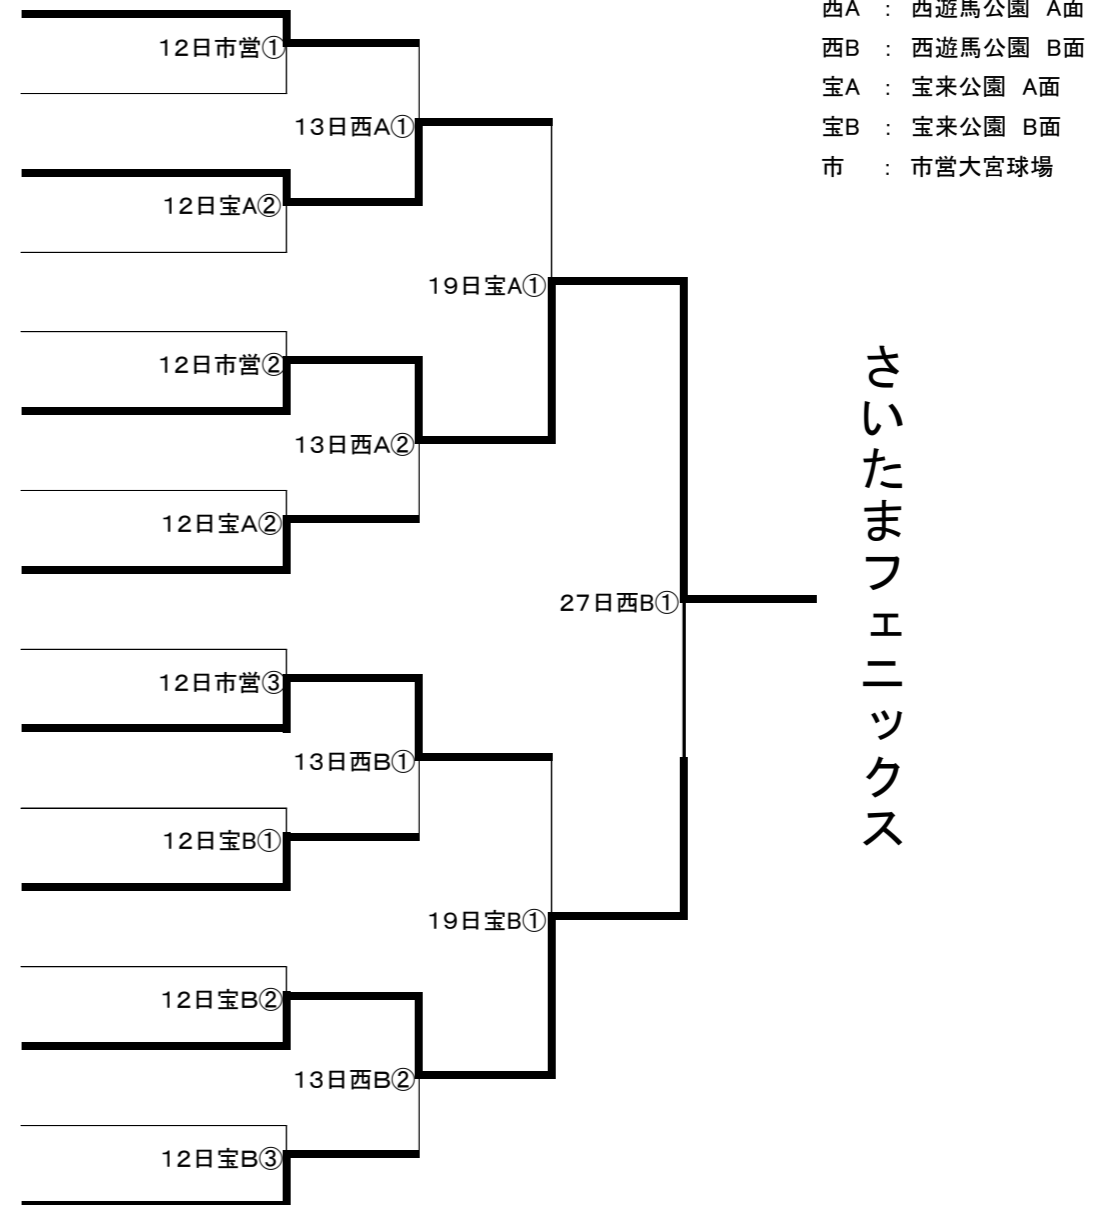 西A ： 西遊馬公園 A面
西B ： 西遊馬公園 B面
宝A ： 宝来公園 A面
宝B ： 宝来公園 B面
市 ： 市営大宮球場
12日市営①
13日西A①
12日宝A②
19日宝A①
12日市営②
13日西A②
12日宝A②
27日西B①
12日市営③
13日西B①
12日宝B①
19日宝B①
12日宝B②
13日西B②
12日宝B③
さいたまフェニックス